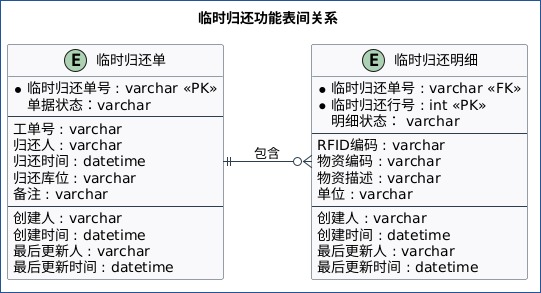 临时归还功能表间关系
E 临时归还单
临时归还单号 : varchar «PK»
单据状态：varchar
工单号 : varchar
归还人 : varchar
归还时间 : datetime
归还库位 : varchar
备注 : varchar
创建人 : varchar
创建时间 : datetime
最后更新人 : varchar
最后更新时间 : datetime
包含
E 临时归还明细
临时归还单号 : varchar «FK»
临时归还行号 : int «PK»
明细状态： varchar
RFID编码 : varchar
物资编码 : varchar
物资描述 : varchar
单位 : varchar
创建人 : varchar
创建时间 : datetime
最后更新人 : varchar
最后更新时间 : datetime